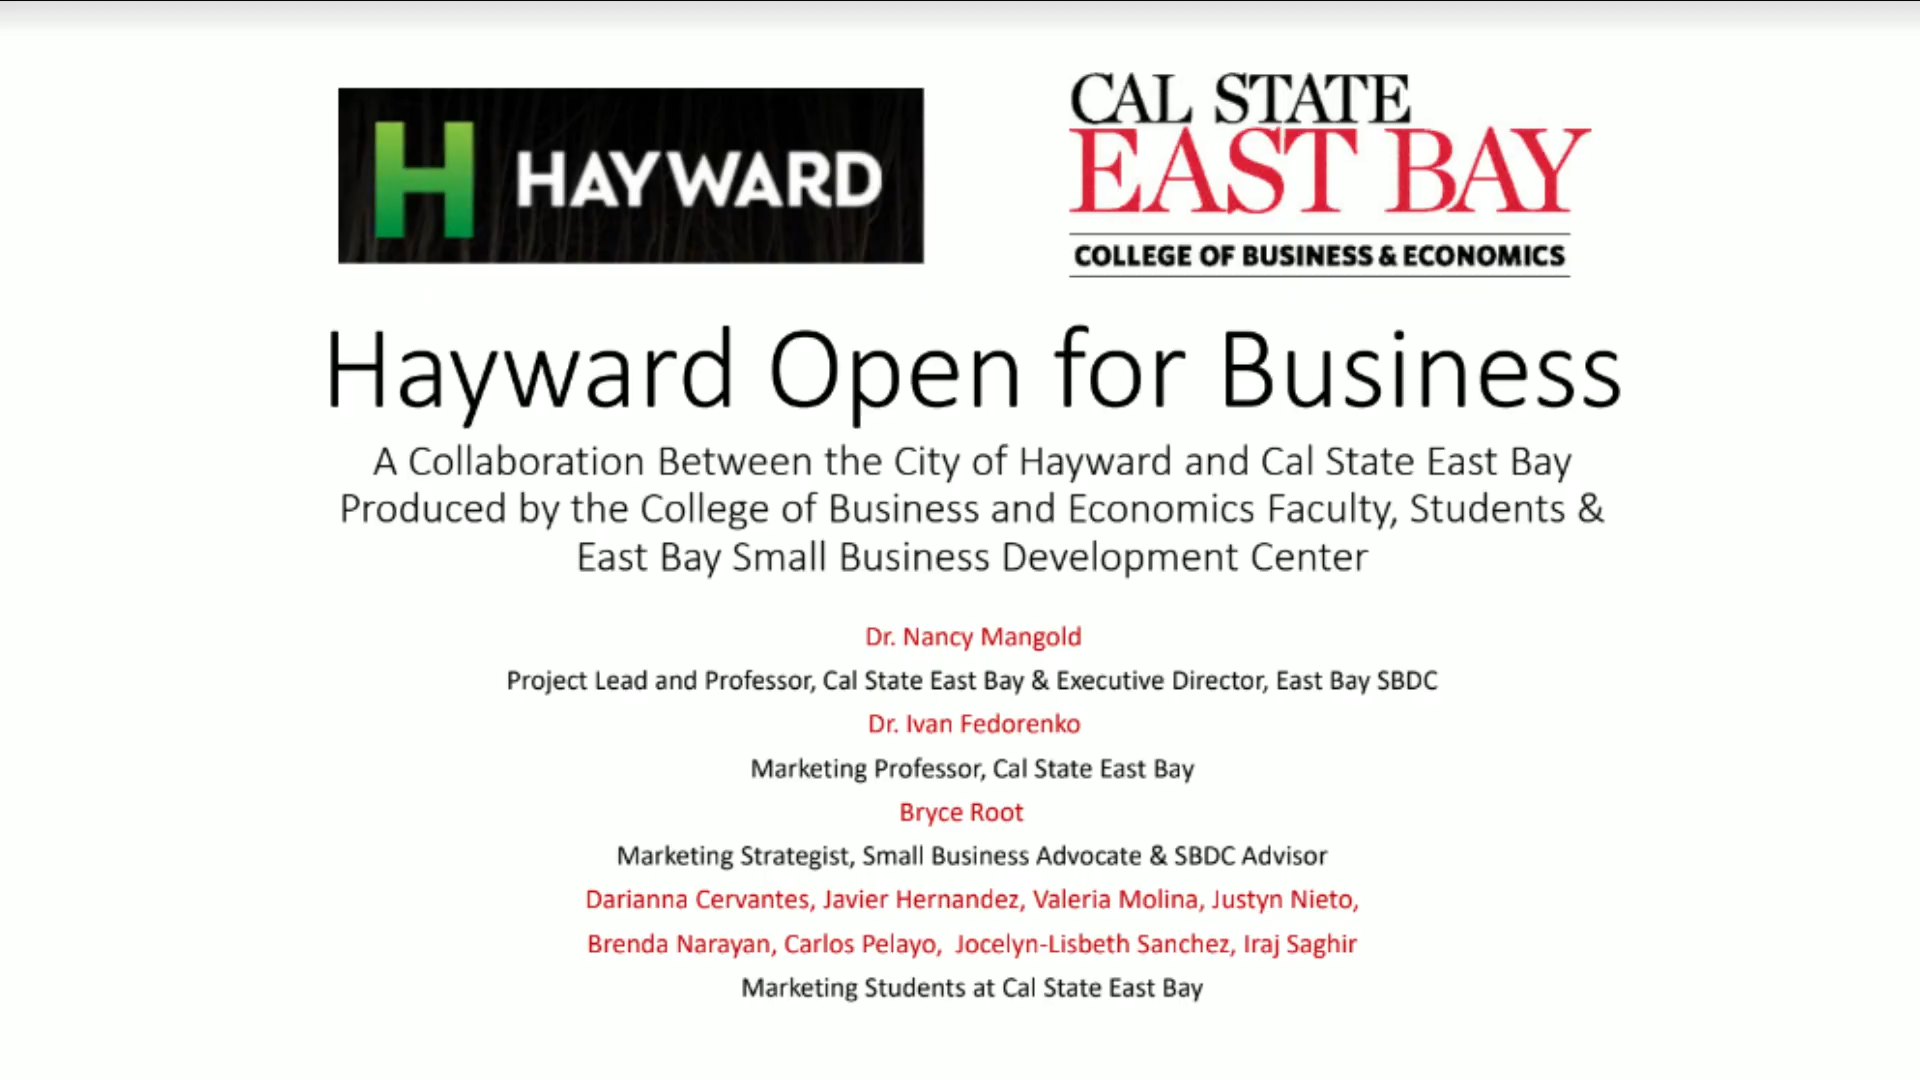 H HAYWARD
CAL STATE
EAST BAY
COLLEGE OF BUSINESS & ECONOMICS
Hayward Open for Business
A Collaboration Between the City of Hayward and Cal State East Bay
Produced by the College of Business and Economics Faculty, Students &
East Bay Small Business Development Center
Dr. Nancy Mangold
Project Lead and Professor, Cal State East Bay & Executive Director, East Bay SBDC
Dr. Ivan Fedorenko
Marketing Professor, Cal State East Bay
Bryce Root
Marketing Strategist, Small Business Advocate & SBDC Advisor
Darianna Cervantes, Javier Hernandez, Valeria Molina, Justyn Nieto,
Brenda Narayan, Carlos Pelayo, Jocelyn-Lisbeth Sanchez, Iraj Saghir
Marketing Students at Cal State East Bay